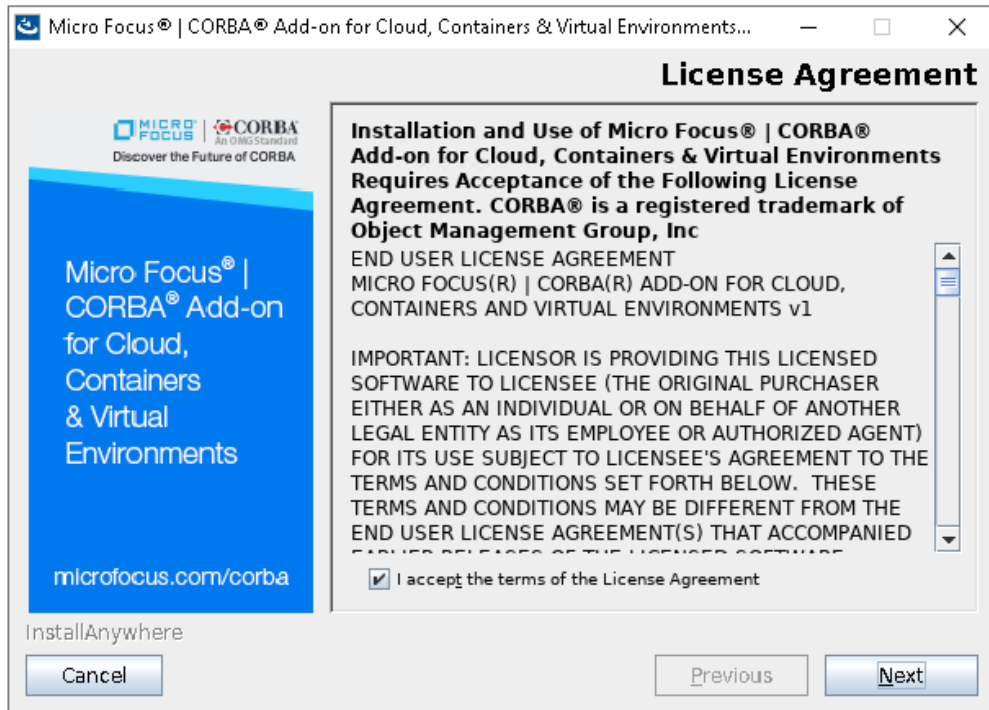 Micro Focus® | CORBA® Add-on for Cloud, Containers & Virtual Environments...
License Agreement
MICRO FOCUS | CORBA
An OMG Standard
Discover the Future of CORBA
Micro Focus® |
CORBA® Add-on
for Cloud,
Containers
& Virtual
Environments
microfocus.com/corba
Installation and Use of Micro Focus® | CORBA®
Add-on for Cloud, Containers & Virtual Environments
Requires Acceptance of the Following License
Agreement. CORBA® is a registered trademark of
Object Management Group, Inc
END USER LICENSE AGREEMENT
MICRO FOCUS(R) | CORBA(R) ADD-ON FOR CLOUD,
CONTAINERS AND VIRTUAL ENVIRONMENTS v1
IMPORTANT: LICENSOR IS PROVIDING THIS LICENSED
SOFTWARE TO LICENSEE (THE ORIGINAL PURCHASER
EITHER AS AN INDIVIDUAL OR ON BEHALF OF ANOTHER
LEGAL ENTITY AS ITS EMPLOYEE OR AUTHORIZED AGENT)
FOR ITS USE SUBJECT TO LICENSEE'S AGREEMENT TO THE
TERMS AND CONDITIONS SET FORTH BELOW.  THESE
TERMS AND CONDITIONS MAY BE DIFFERENT FROM THE
END USER LICENSE AGREEMENT(S) THAT ACCOMPANIED
EARLIER RELEASES OF THE LICENSED SOFTWARE
I accept the terms of the License Agreement
InstallAnywhere
Cancel
Previous
Next